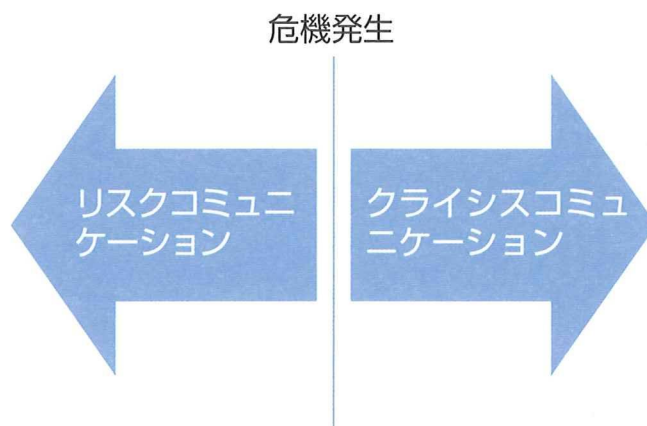 危機発生
リスクコミュニ
ケーション
クライシスコミュ
ニケーション